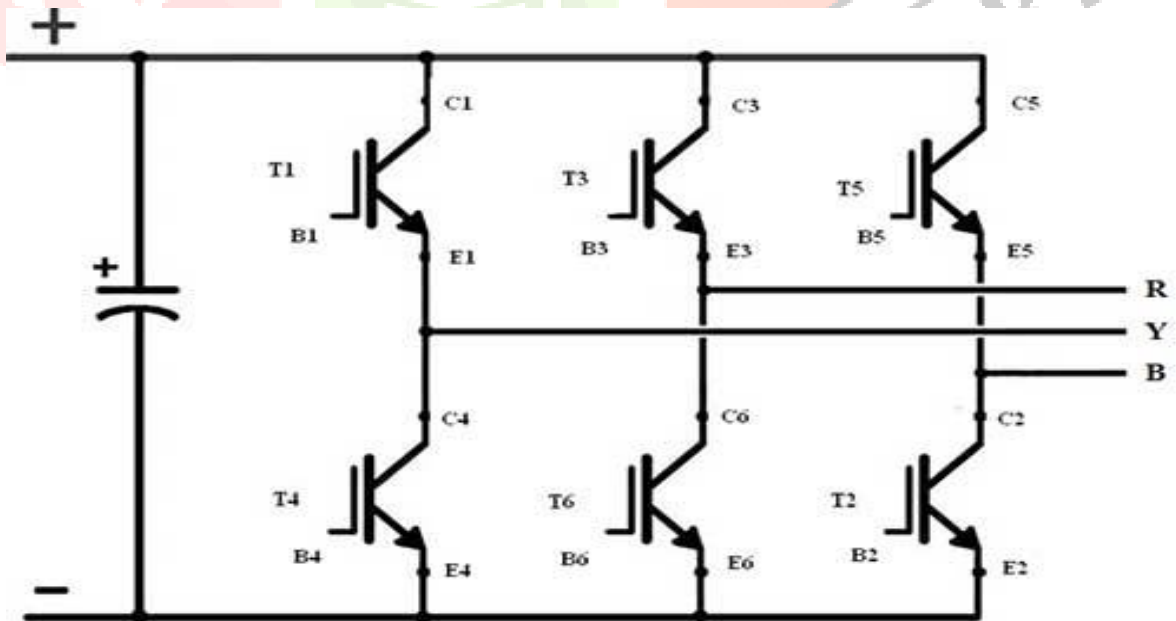 +
C1 C3 C5
T1 T3 T5
B1 B3 B5
E1 E3 E5
+
R
Y
B
C4 C6 C2
T4 T6 T2
B4 B6 B2
E4 E6 E2
−